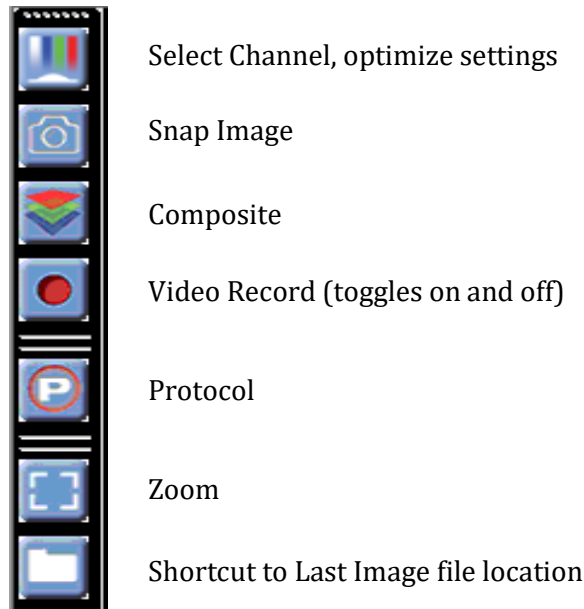 Select Channel, optimize settings
Snap Image
Composite
Video Record (toggles on and off)
P
Protocol
Zoom
Shortcut to Last Image file location